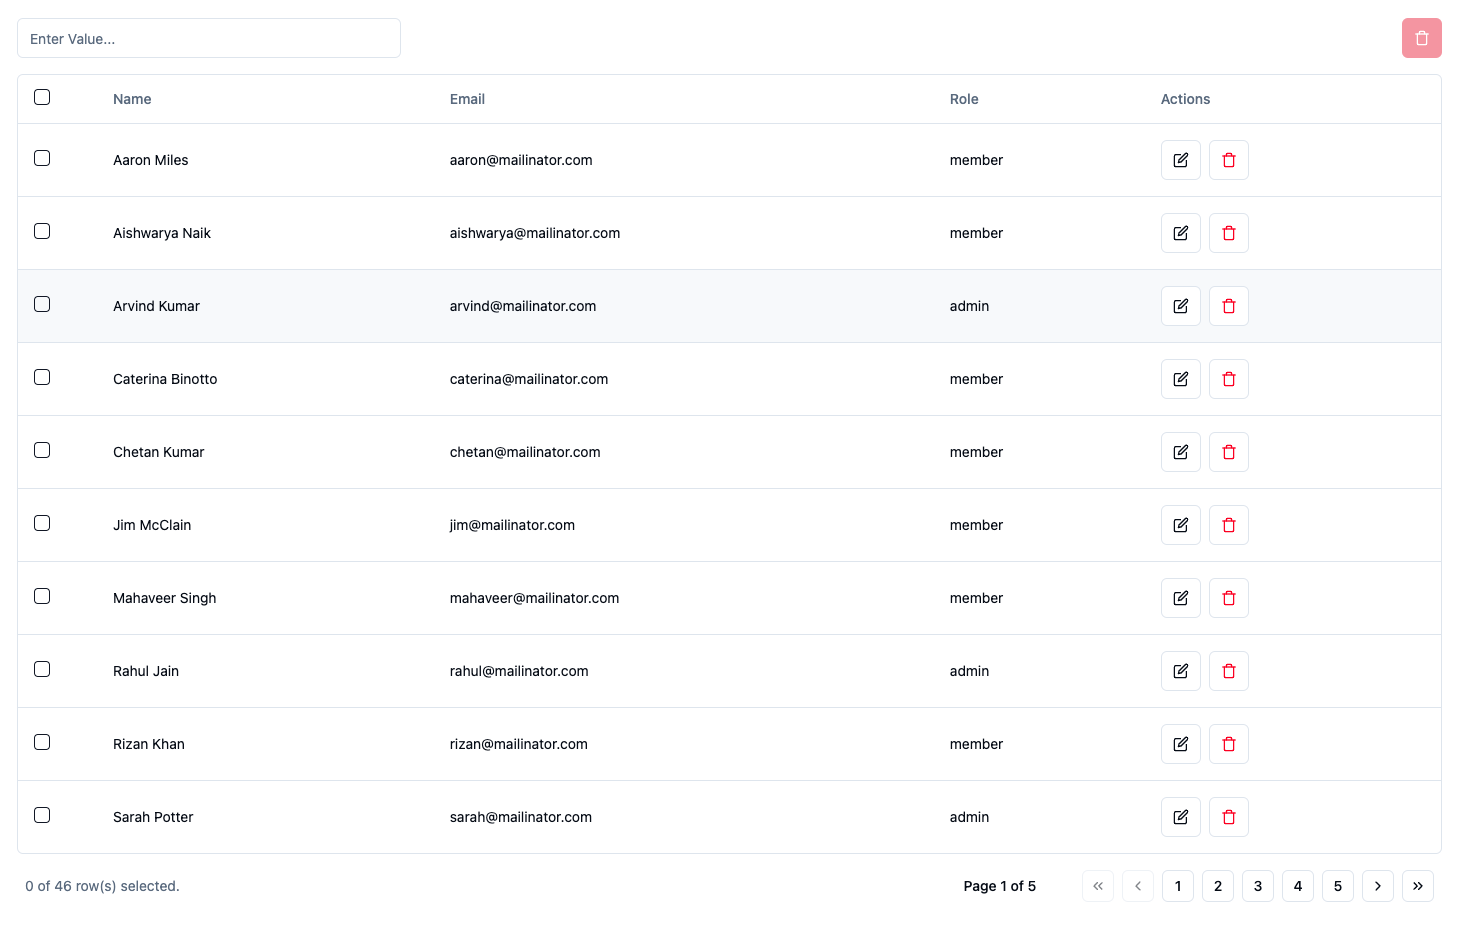 Enter Value...
Name Email Role Actions
Aaron Miles aaron@mailinator.com member
Aishwarya Naik aishwarya@mailinator.com member
Arvind Kumar arvind@mailinator.com admin
Caterina Binotto caterina@mailinator.com member
Chetan Kumar chetan@mailinator.com member
Jim McClain jim@mailinator.com member
Mahaveer Singh mahaveer@mailinator.com member
Rahul Jain rahul@mailinator.com admin
Rizan Khan rizan@mailinator.com member
Sarah Potter sarah@mailinator.com admin
0 of 46 row(s) selected. Page 1 of 5 « ‹ 1 2 3 4 5 › »